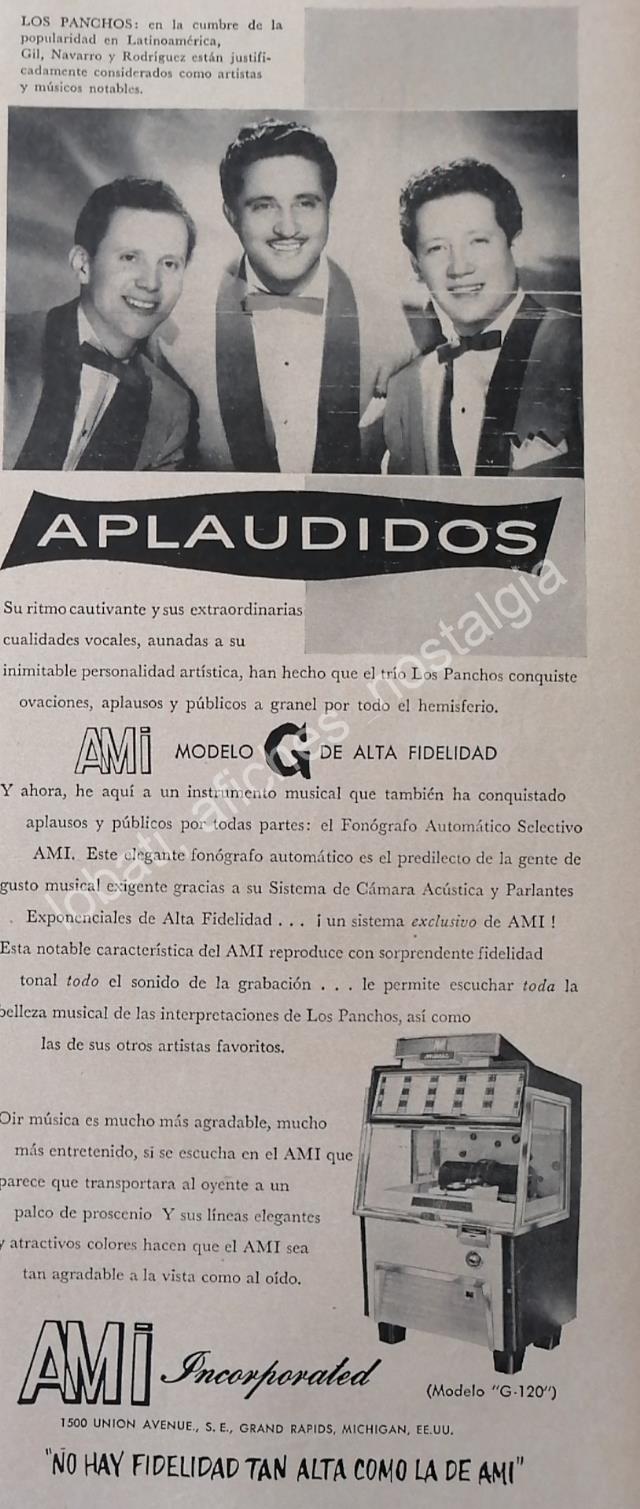 LOS PANCHOS: en la cumbre de la
popularidad en Latinoamérica,
Gil, Navarro y Rodríguez están justifi-
cadamente considerados como artistas
y músicos notables.
APLAUDIDOS
Su ritmo cautivante y sus extraordinarias
cualidades vocales, aunadas a su
inimitable personalidad artística, han hecho que el trío Los Panchos conquiste
ovaciones, aplausos y públicos a granel por todo el hemisferio.
AMi MODELO G DE ALTA FIDELIDAD
Y ahora, he aquí a un instrumento musical que también ha conquistado
aplausos y públicos por todas partes: el Fonógrafo Automático Selectivo
AMI. Este elegante fonógrafo automático es el predilecto de la gente de
gusto musical exigente gracias a su Sistema de Cámara Acústica y Parlantes
Exponenciales de Alta Fidelidad . . . ¡ un sistema exclusivo de AMI !
Esta notable característica del AMI reproduce con sorprendente fidelidad
tonal todo el sonido de la grabación . . . le permite escuchar toda la
belleza musical de las interpretaciones de Los Panchos, así como
las de sus otros artistas favoritos.
Oir música es mucho más agradable, mucho
más entretenido, si se escucha en el AMI que
parece que transportara al oyente a un
palco de proscenio Y sus líneas elegantes
y atractivos colores hacen que el AMI sea
tan agradable a la vista como al oído.
AMi Incorporated
(Modelo "G-120")
1500 UNION AVENUE., S. E., GRAND RAPIDS, MICHIGAN, EE.UU.
"NO HAY FIDELIDAD TAN ALTA COMO LA DE AMI"
lobati, afiches_nostalgia